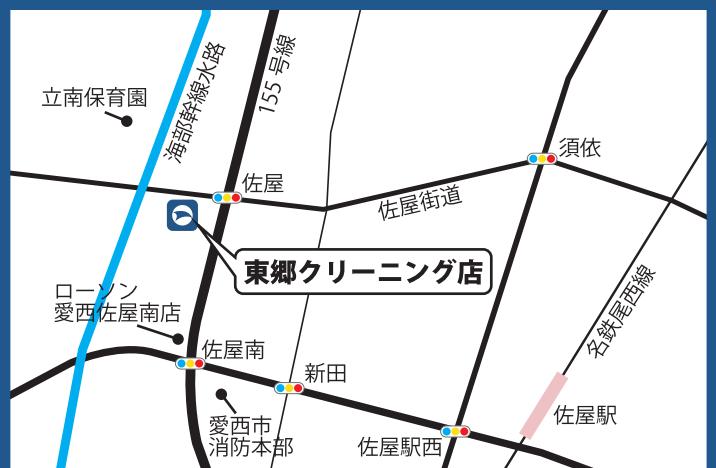 立南保育園
海部幹線水路
155 号線
佐屋
須依
佐屋街道
東郷クリーニング店
ローソン
愛西佐屋南店
名鉄尾西線
佐屋南
新田
愛西市
消防本部
佐屋駅西
佐屋駅